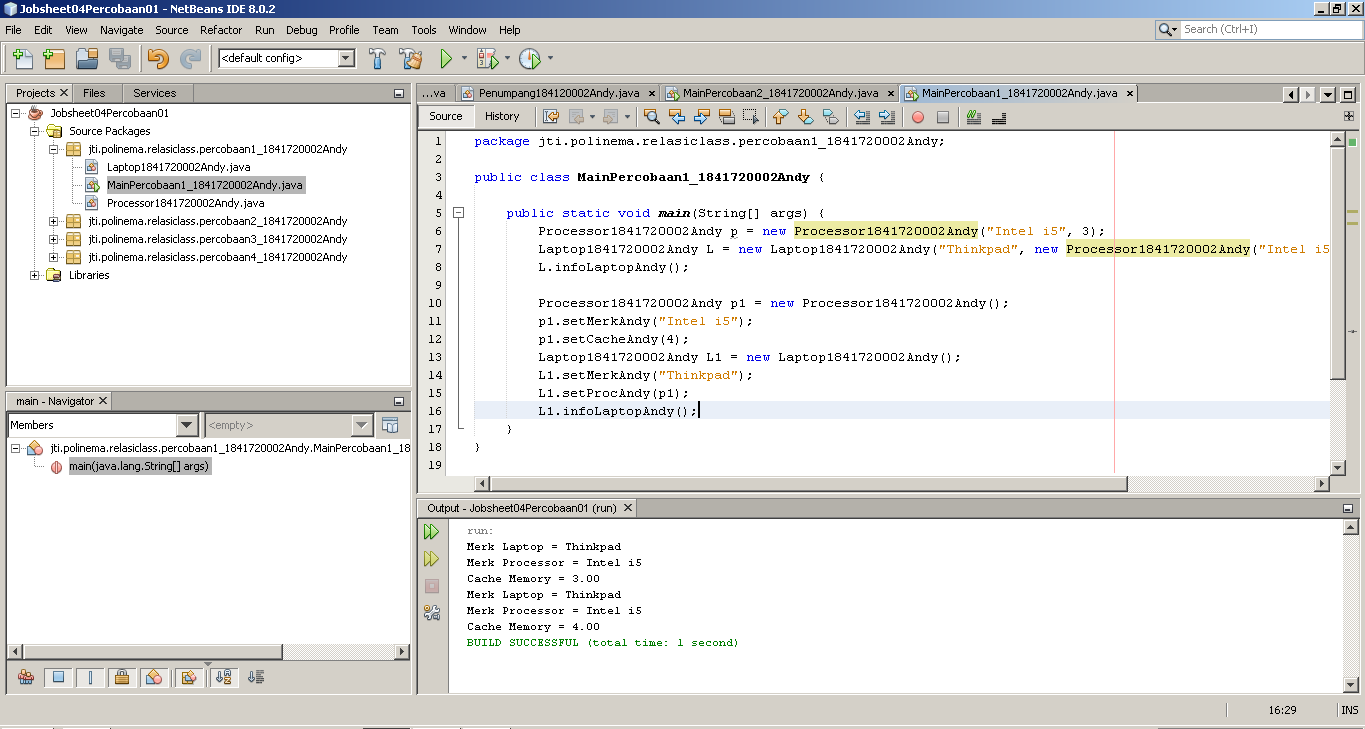 Jobsheet04Percobaan01 - NetBeans IDE 8.0.2
File Edit View Navigate Source Refactor Run Debug Profile Team Tools Window Help
Search (Ctrl+I)
<default config>
Projects Files Services
Jobsheet04Percobaan01
Source Packages
jti.polinema.relasiclass.percobaan1_1841720002Andy
Laptop1841720002Andy.java
MainPercobaan1_1841720002Andy.java
Processor1841720002Andy.java
jti.polinema.relasiclass.percobaan2_1841720002Andy
jti.polinema.relasiclass.percobaan3_1841720002Andy
jti.polinema.relasiclass.percobaan4_1841720002Andy
Libraries
main - Navigator
Members <empty>
jti.polinema.relasiclass.percobaan1_1841720002Andy.MainPercobaan1_18
main(java.lang.String[] args)
...va Penumpang184120002Andy.java MainPercobaan2_1841720002Andy.java MainPercobaan1_1841720002Andy.java
Source History
1 package jti.polinema.relasiclass.percobaan1_1841720002Andy;
2
3 public class MainPercobaan1_1841720002Andy {
4
5 public static void main(String[] args) {
6 Processor1841720002Andy p = new Processor1841720002Andy("Intel i5", 3);
7 Laptop1841720002Andy L = new Laptop1841720002Andy("Thinkpad", new Processor1841720002Andy("Intel i5
8 L.infoLaptopAndy();
9
10 Processor1841720002Andy p1 = new Processor1841720002Andy();
11 p1.setMerkAndy("Intel i5");
12 p1.setCacheAndy(4);
13 Laptop1841720002Andy L1 = new Laptop1841720002Andy();
14 L1.setMerkAndy("Thinkpad");
15 L1.setProcAndy(p1);
16 L1.infoLaptopAndy();
17 }
18 }
19
Output - Jobsheet04Percobaan01 (run)
run:
Merk Laptop = Thinkpad
Merk Processor = Intel i5
Cache Memory = 3.00
Merk Laptop = Thinkpad
Merk Processor = Intel i5
Cache Memory = 4.00
BUILD SUCCESSFUL (total time: 1 second)
16:29 INS